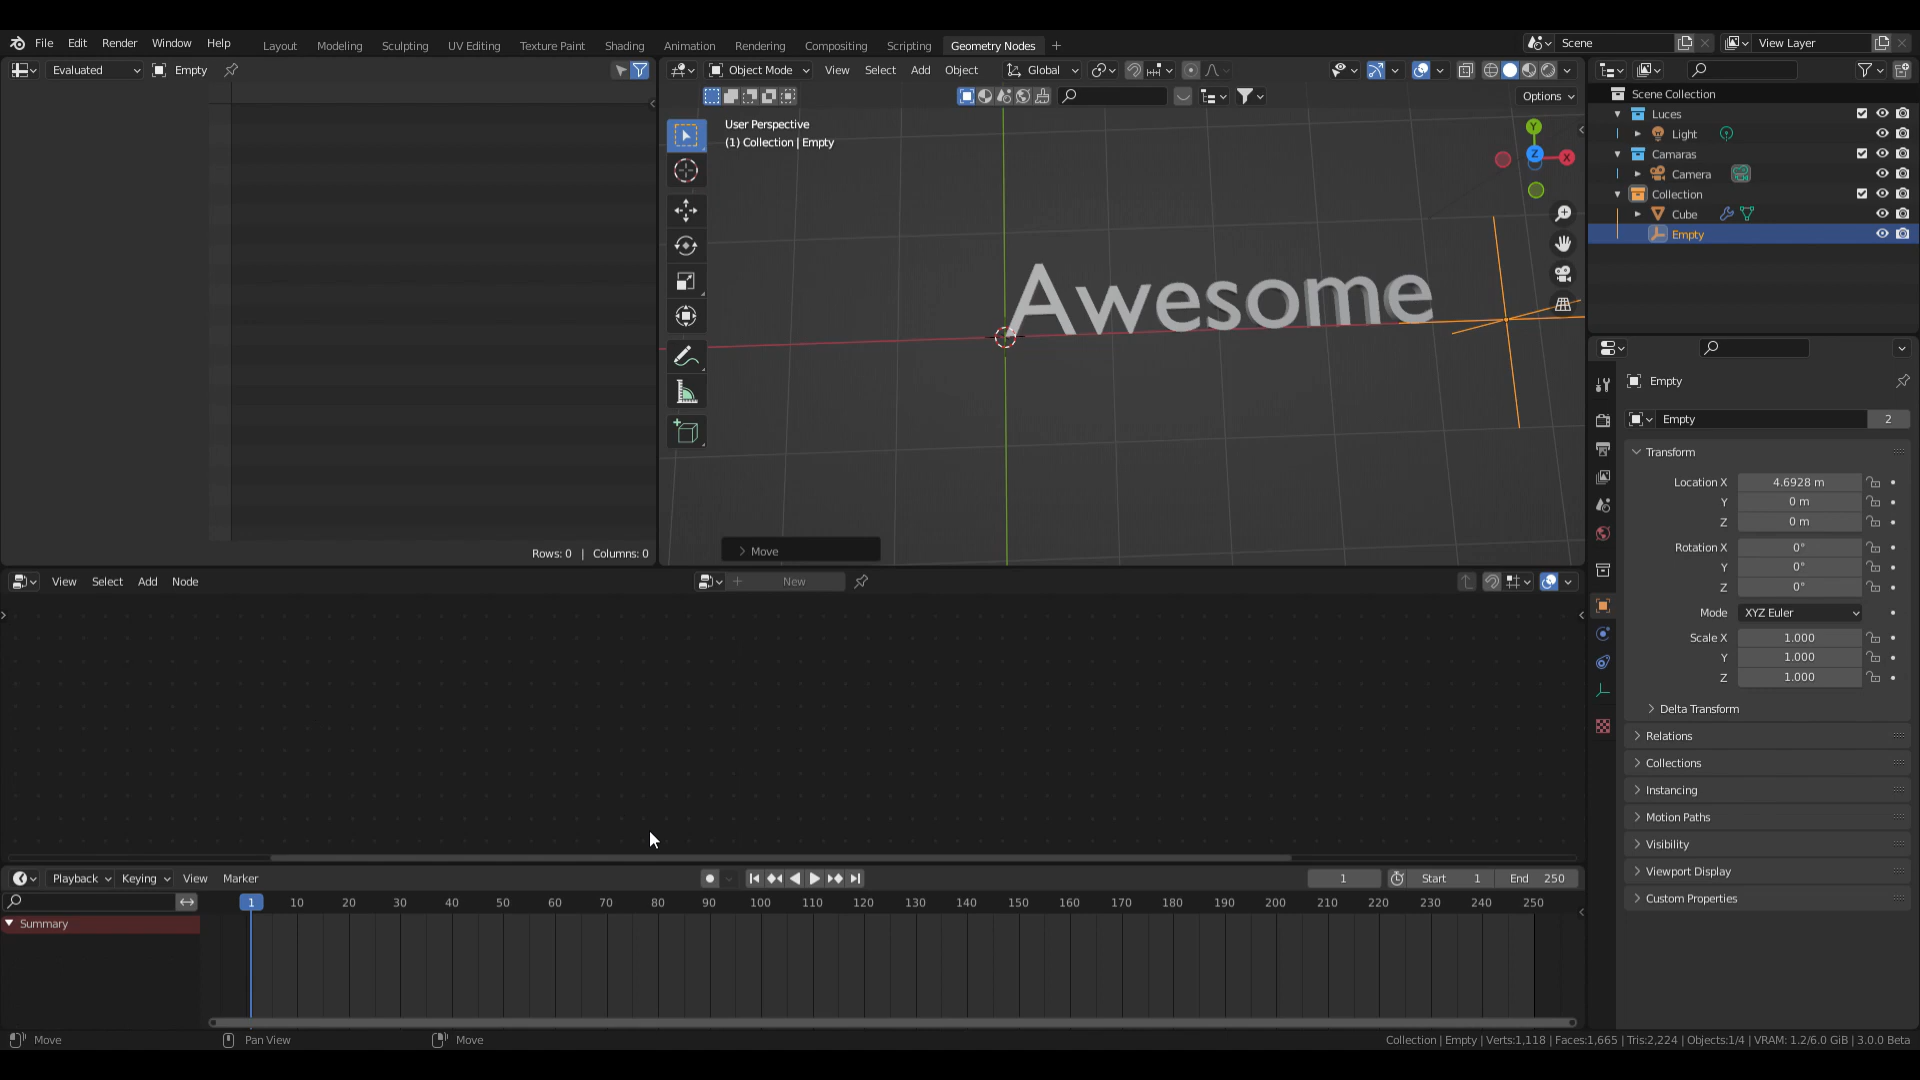 File Edit Render Window Help Layout Modeling Sculpting UV Editing Texture Paint Shading Animation Rendering Compositing Scripting Geometry Nodes + Scene View Layer
Evaluated Empty
Object Mode View Select Add Object Global
Options
User Perspective
(1) Collection | Empty
Y
Z X
Awesome
Move
Rows: 0 | Columns: 0
Scene Collection
Luces
Light
Camaras
Camera
Collection
Cube
Empty
Empty
Empty 2
Transform
Location X 4.6928 m
Y 0 m
Z 0 m
Rotation X 0°
Y 0°
Z 0°
Mode XYZ Euler
Scale X 1.000
Y 1.000
Z 1.000
Delta Transform
Relations
Collections
Instancing
Motion Paths
Visibility
Viewport Display
Custom Properties
View Select Add Node New
Playback Keying View Marker 1 Start 1 End 250
1 10 20 30 40 50 60 70 80 90 100 110 120 130 140 150 160 170 180 190 200 210 220 230 240 250
Summary
Move Pan View Move Collection | Empty | Verts:1,118 | Faces:1,665 | Tris:2,224 | Objects:1/4 | VRAM: 1.2/6.0 GiB | 3.0.0 Beta